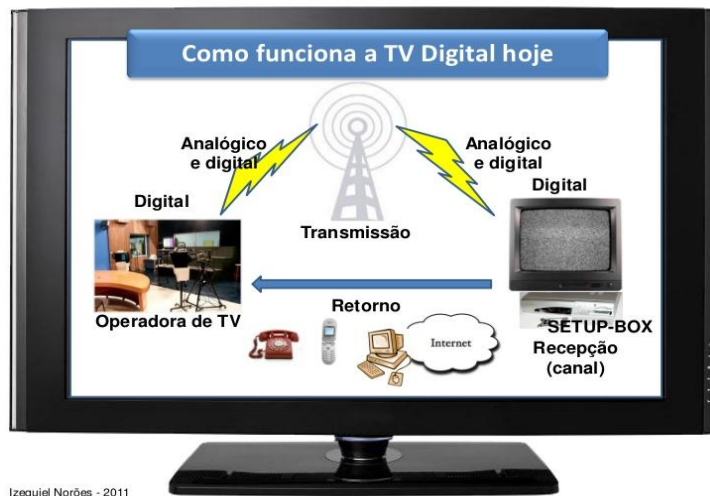 Como funciona a TV Digital hoje
Analógico
e digital
Analógico
e digital
Digital
Digital
Transmissão
Operadora de TV
Retorno
Internet
SETUP-BOX
Recepção
(canal)
Izequiel Norões - 2011